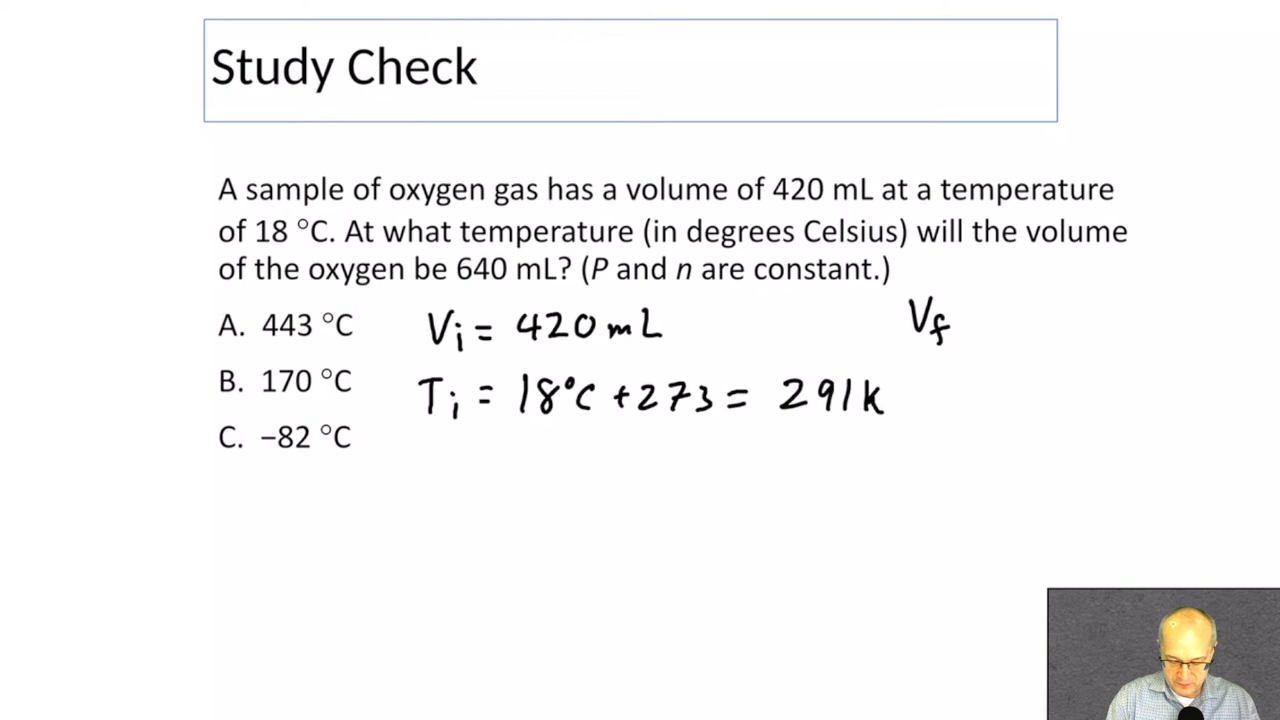 Study Check
A sample of oxygen gas has a volume of 420 mL at a temperature
of 18 °C. At what temperature (in degrees Celsius) will the volume
of the oxygen be 640 mL? (P and n are constant.)
A. 443 °C
B. 170 °C
C. −82 °C
Vi = 420 mL
Vf
Ti = 18°C + 273 = 291k